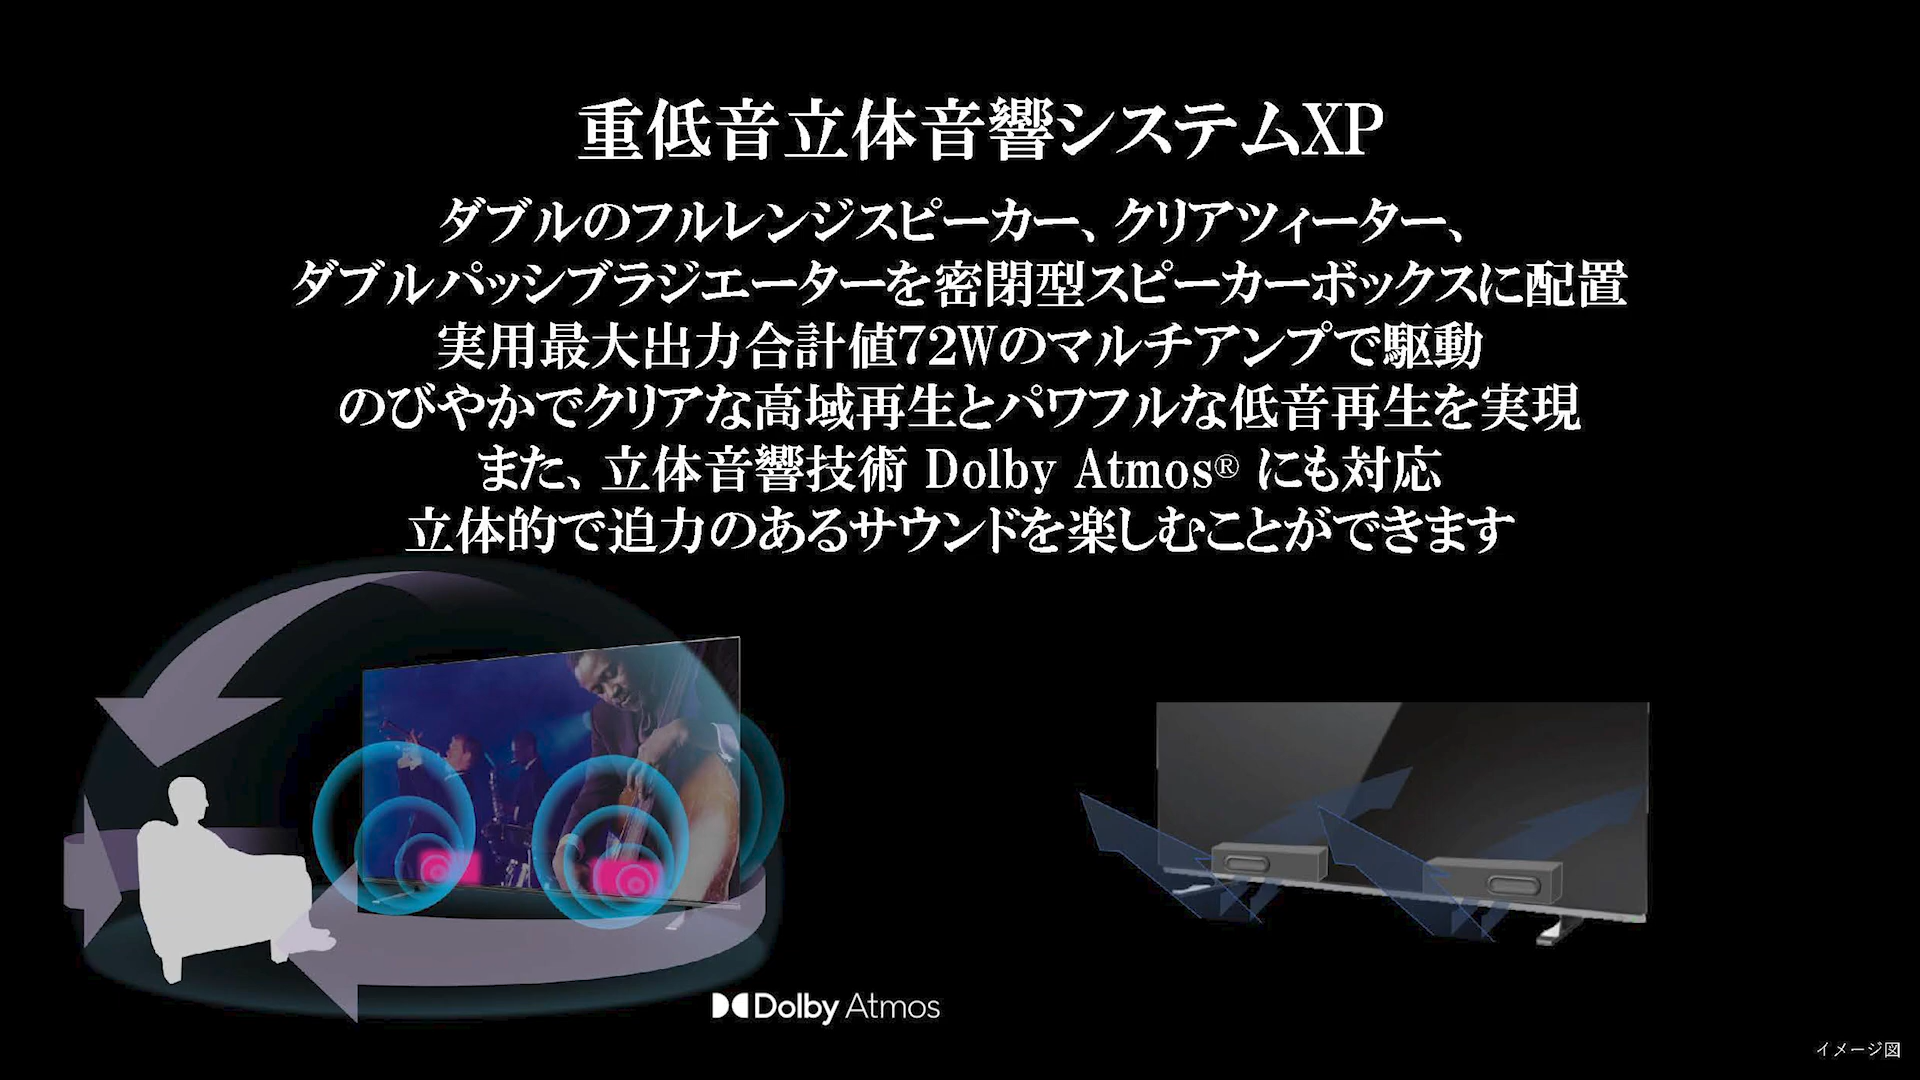 重低音立体音響システムXP
ダブルのフルレンジスピーカー、クリアツィーター、
ダブルパッシブラジエーターを密閉型スピーカーボックスに配置
実用最大出力合計値72Wのマルチアンプで駆動
のびやかでクリアな高域再生とパワフルな低音再生を実現
また、立体音響技術 Dolby Atmos® にも対応
立体的で迫力のあるサウンドを楽しむことができます
Dolby Atmos
イメージ図